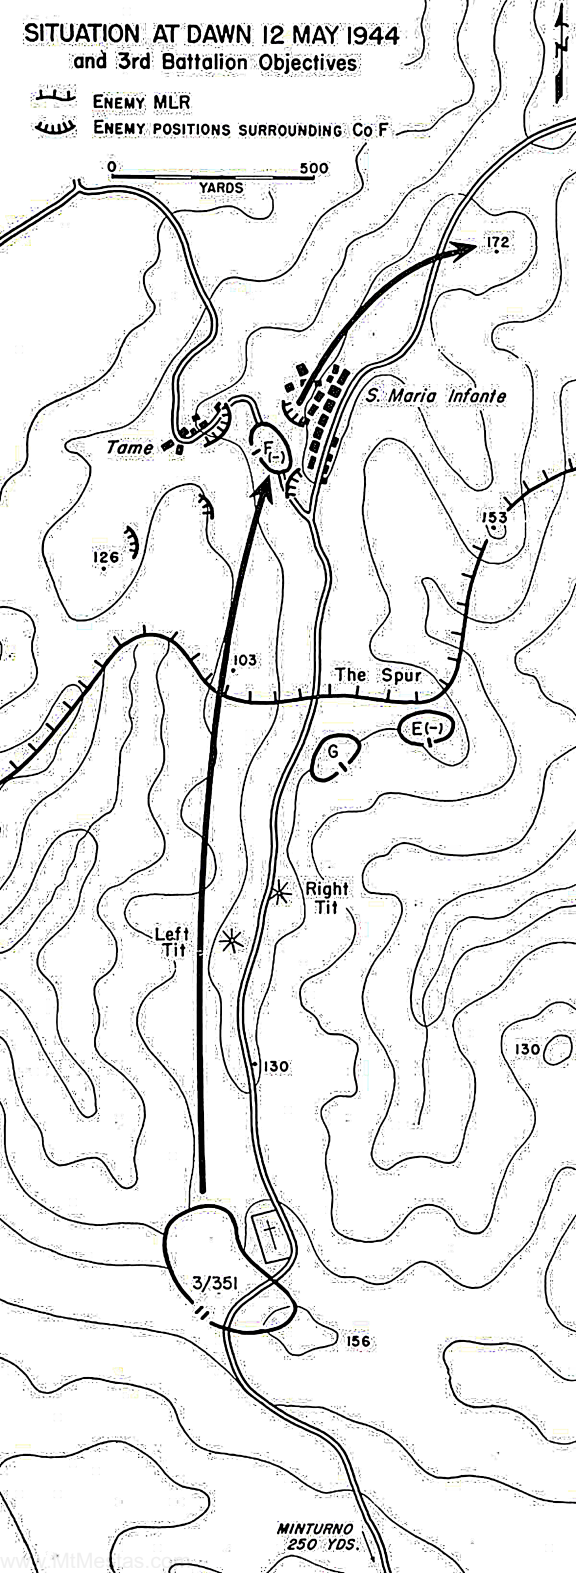 SITUATION AT DAWN 12 MAY 1944
and 3rd Battalion Objectives
ENEMY MLR
ENEMY POSITIONS SURROUNDING CO F
0 500
YARDS
N
172
S. Maria Infante
Tame
F(-)
153
126
103
The Spur
E(-)
G
Right
Tit
Left
Tit
130
130
3/351
156
MINTURNO
250 YDS.